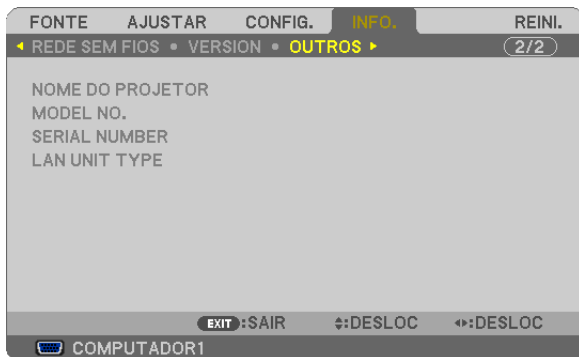 FONTE AJUSTAR CONFIG. INFO. REINI.
REDE SEM FIOS • VERSION • OUTROS 2/2
NOME DO PROJETOR
MODEL NO.
SERIAL NUMBER
LAN UNIT TYPE
EXIT :SAIR :DESLOC :DESLOC
COMPUTADOR1